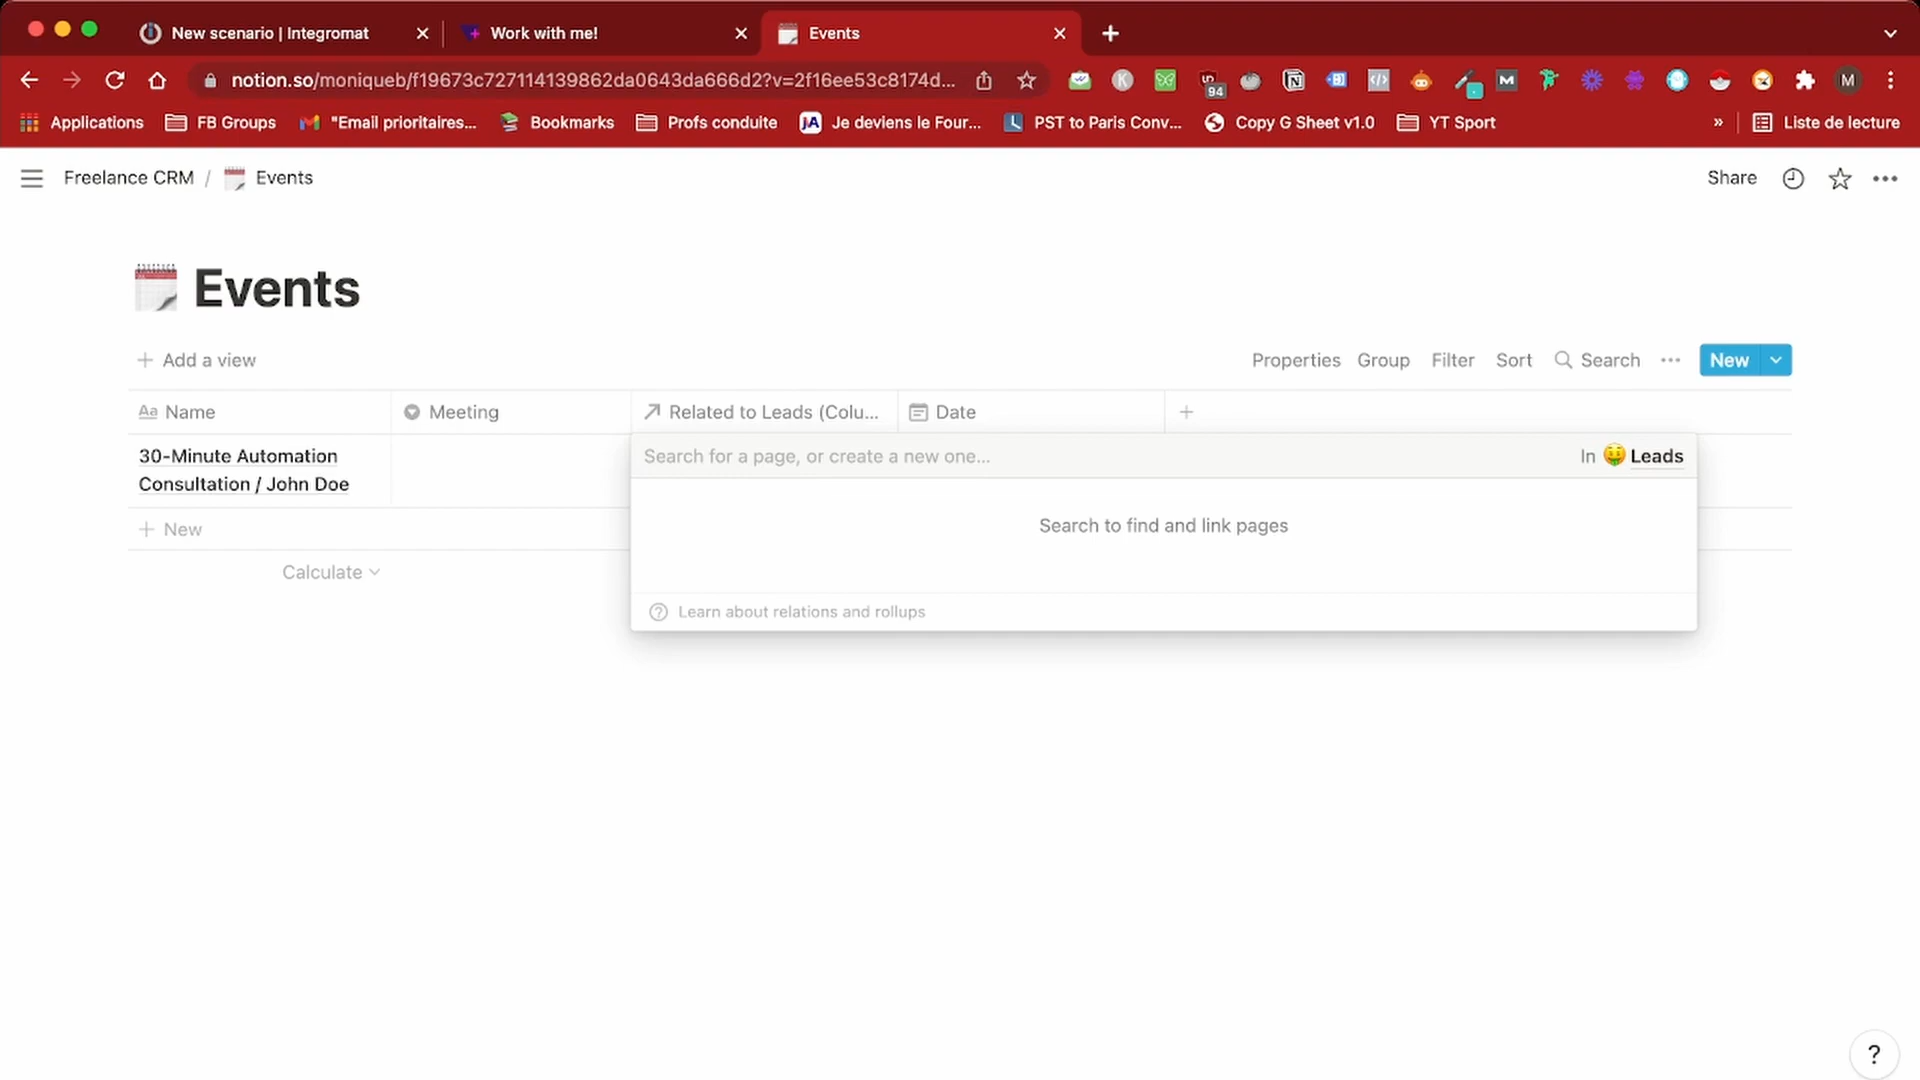 New scenario | Integromat
Work with me!
Events
notion.so/moniqueb/f19673c727114139862da0643da666d2?v=2f16ee53c8174d...
94
M
Applications
FB Groups
"Email prioritaires...
Bookmarks
Profs conduite
Je deviens le Four...
PST to Paris Conv...
Copy G Sheet v1.0
YT Sport
»
Liste de lecture
Freelance CRM / Events
Share
Events
Add a view
Properties
Group
Filter
Sort
Search
New
Aa Name
Meeting
Related to Leads (Colu...
Date
30-Minute Automation
Consultation / John Doe
Search for a page, or create a new one...
In Leads
Search to find and link pages
New
Calculate
Learn about relations and rollups
?